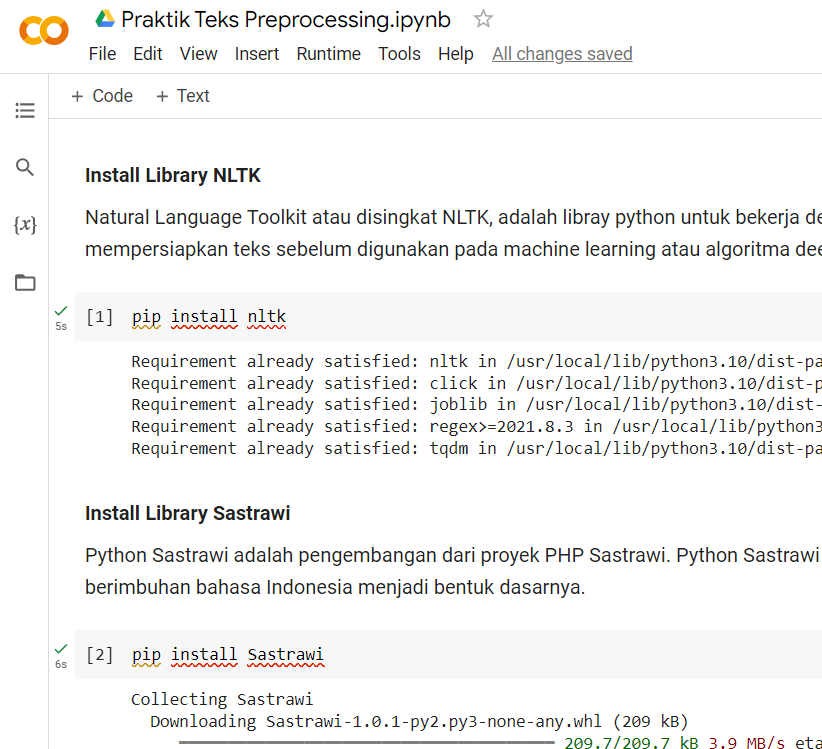 Praktik Teks Preprocessing.ipynb
File Edit View Insert Runtime Tools Help All changes saved
+ Code + Text
Install Library NLTK
Natural Language Toolkit atau disingkat NLTK, adalah libray python untuk bekerja
mempersiapkan teks sebelum digunakan pada machine learning atau algoritma
{x}
[1] pip install nltk
5s
Requirement already satisfied: nltk in /usr/local/lib/python3.10/dist-pa
Requirement already satisfied: click in /usr/local/lib/python3.10/dist-p
Requirement already satisfied: joblib in /usr/local/lib/python3.10/dist-
Requirement already satisfied: regex>=2021.8.3 in /usr/local/lib/python3
Requirement already satisfied: tqdm in /usr/local/lib/python3.10/dist-pa
Install Library Sastrawi
Python Sastrawi adalah pengembangan dari proyek PHP Sastrawi. Python Sastrawi
berimbuhan bahasa Indonesia menjadi bentuk dasarnya.
[2] pip install Sastrawi
6s
Collecting Sastrawi
Downloading Sastrawi-1.0.1-py2.py3-none-any.whl (209 kB)
209.7/209.7 kB 3.9 MB/s eta